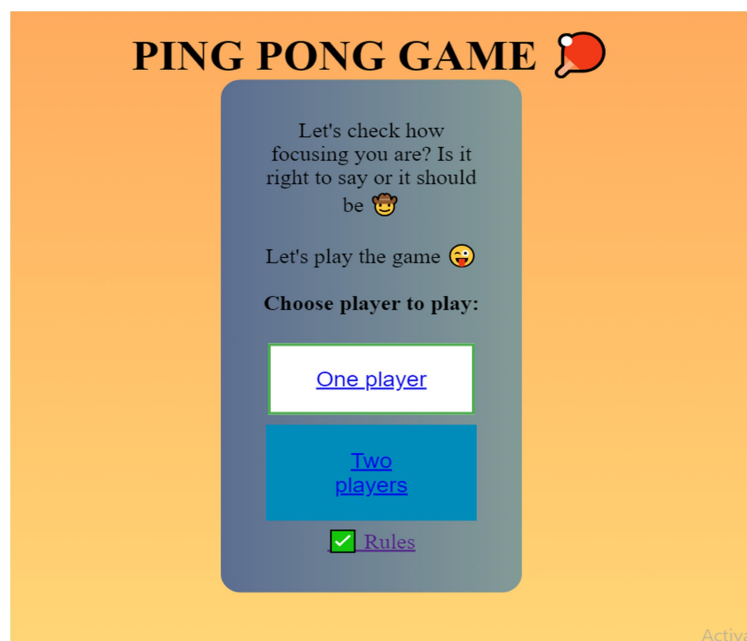 PING PONG GAME 🏓
Let's check how
focusing you are? Is it
right to say or it should
be 🤠
Let's play the game 😜
Choose player to play:
One player
Two
players
✅ Rules
Activa